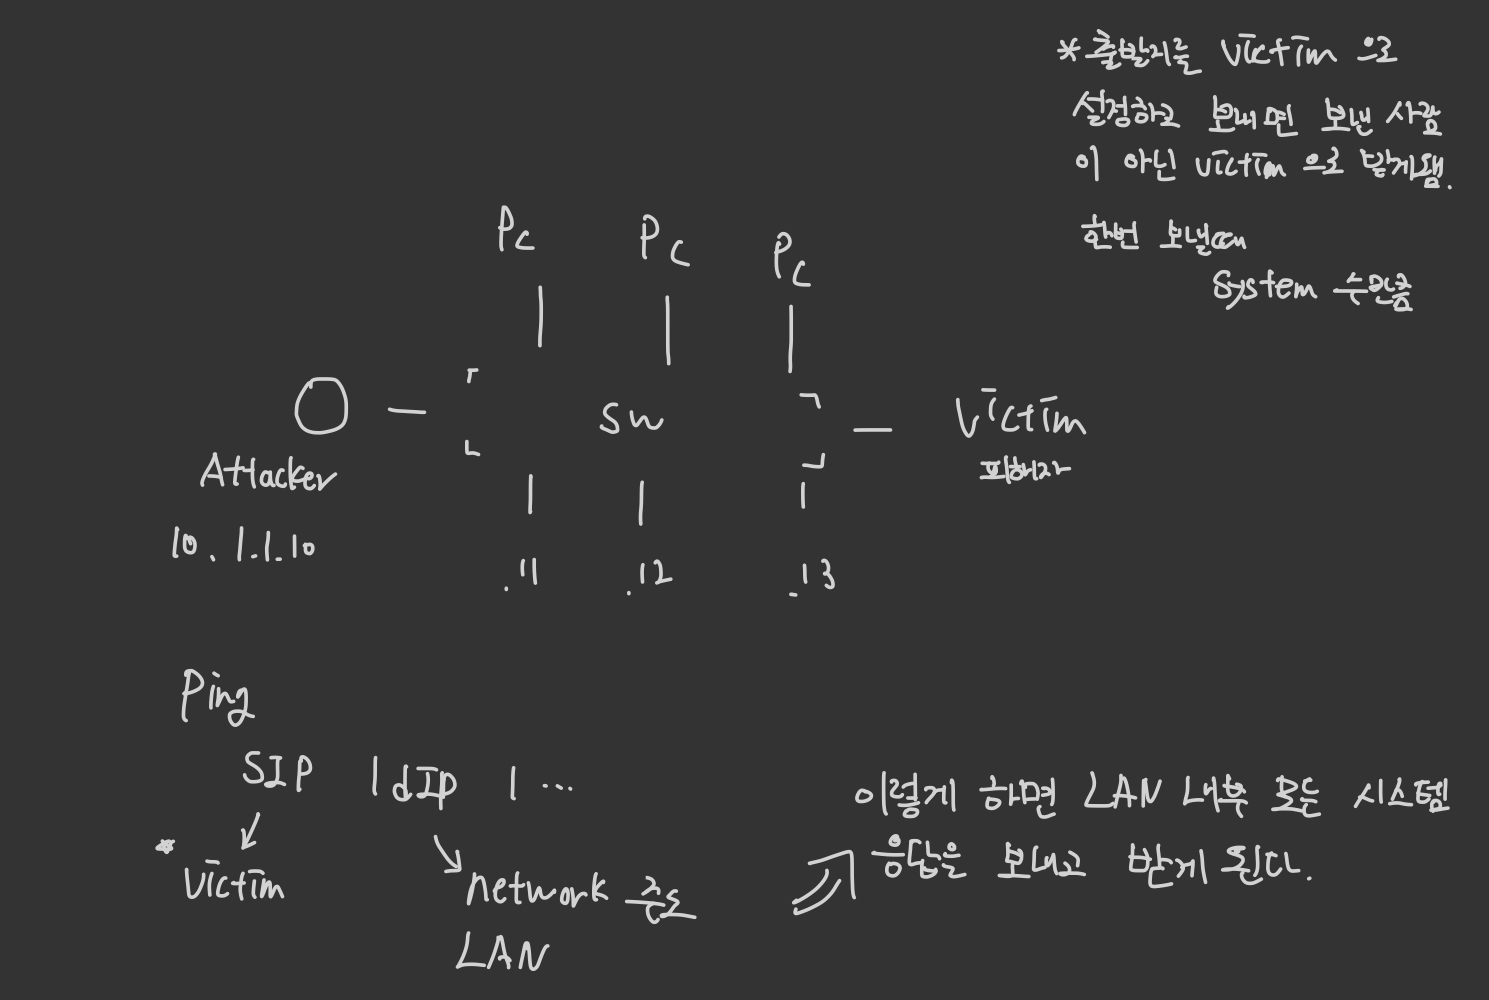 *출발지를 victim 으로
설정하고 보내면 보낸 사람
이 아닌 victim 으로 받게됨.
한번 보낼때
System 수만큼
Pc
Pc
Pc
SW
Attacker
10.1.1.10
victim
피해자
.11
.12
.13
Ping
SIP | dIP | ...
* victim
network 주소
LAN
이렇게 하면 LAN 내부 모든 시스템
응답을 보내고 받게 된다.